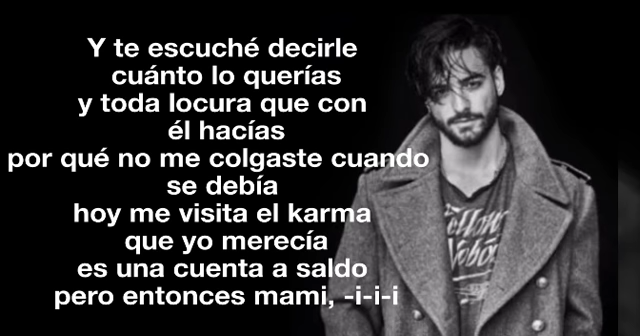 Y te escuché decirle
cuánto lo querías
y toda locura que con
él hacías
por qué no me colgaste cuando
se debía
hoy me visita el karma
que yo merecía
es una cuenta a saldo
pero entonces mami, -i-i-i